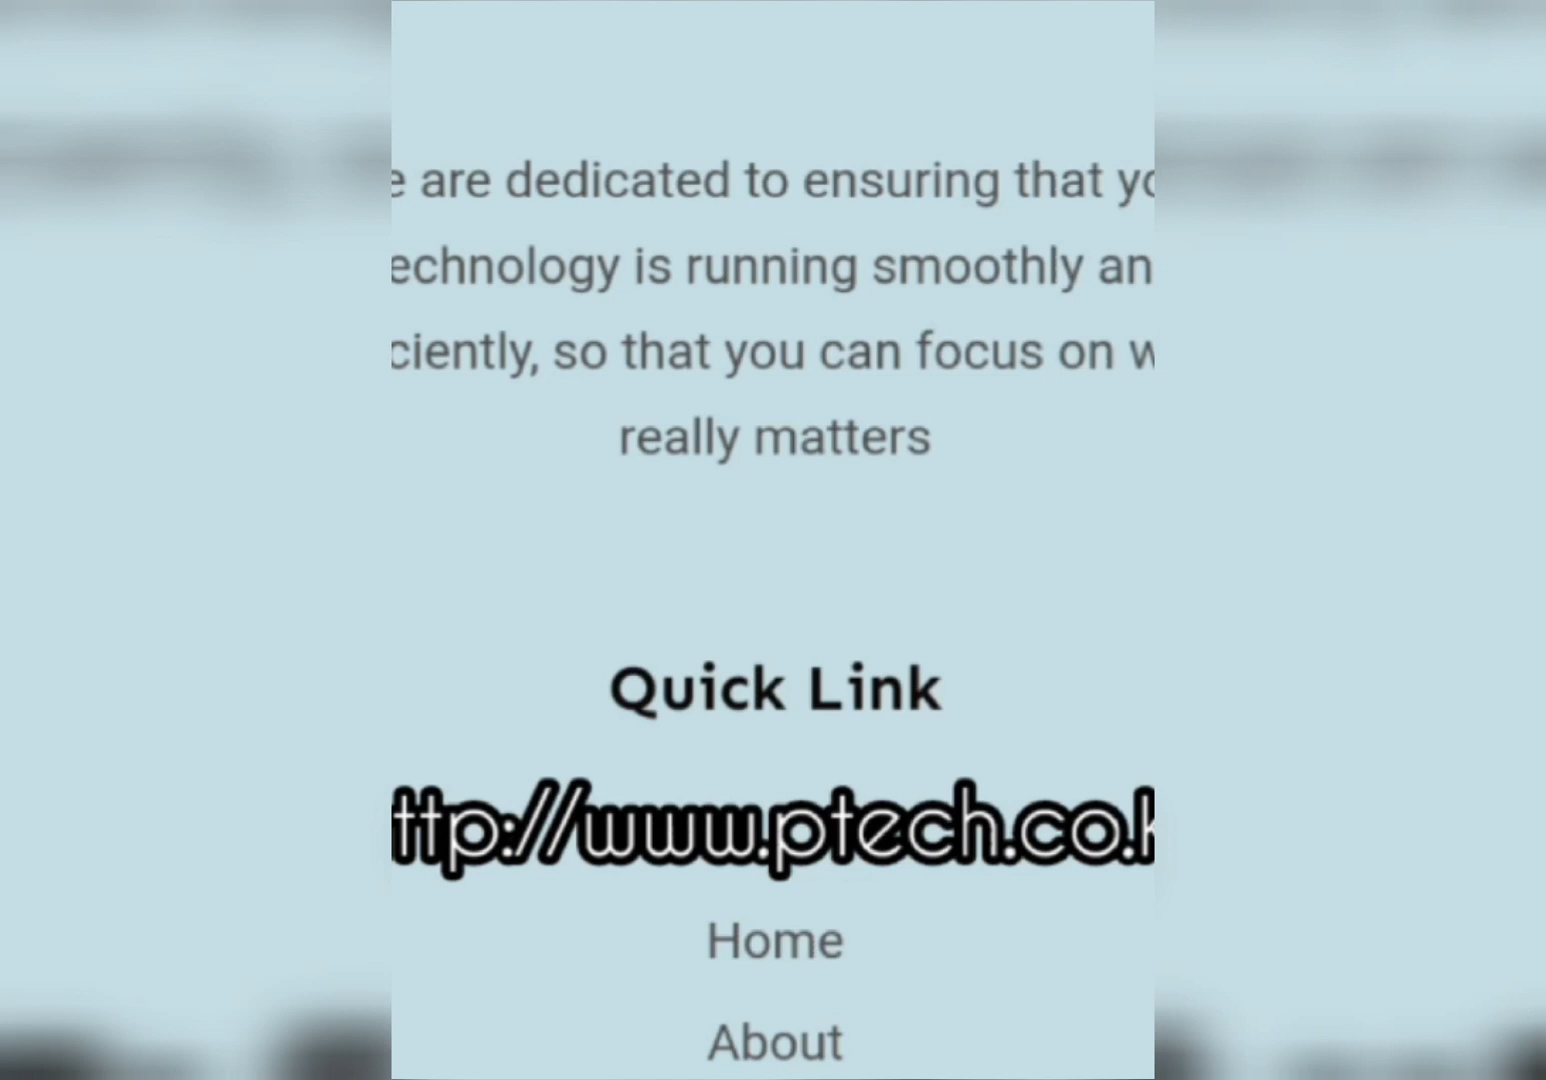 e are dedicated to ensuring that yo
echnology is running smoothly an
ciently, so that you can focus on w
really matters
Quick Link
ttp://www.ptech.co.k
Home
About